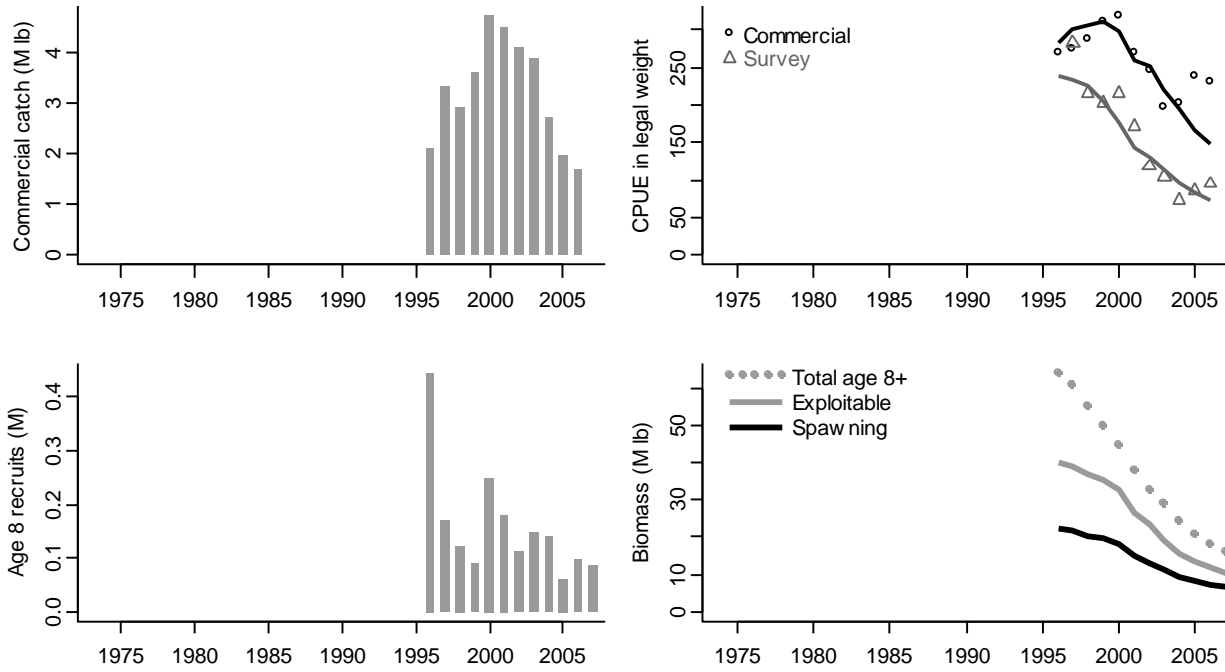 Commercial catch (M lb)
0 1 2 3 4
1975 1980 1985 1990 1995 2000 2005
CPUE in legal weight
0 50 150 250
Commercial
Survey
1975 1980 1985 1990 1995 2000 2005
Age 8 recruits (M)
0.0 0.1 0.2 0.3 0.4
1975 1980 1985 1990 1995 2000 2005
Biomass (M lb)
0 10 30 50
Total age 8+
Exploitable
Spawning
1975 1980 1985 1990 1995 2000 2005